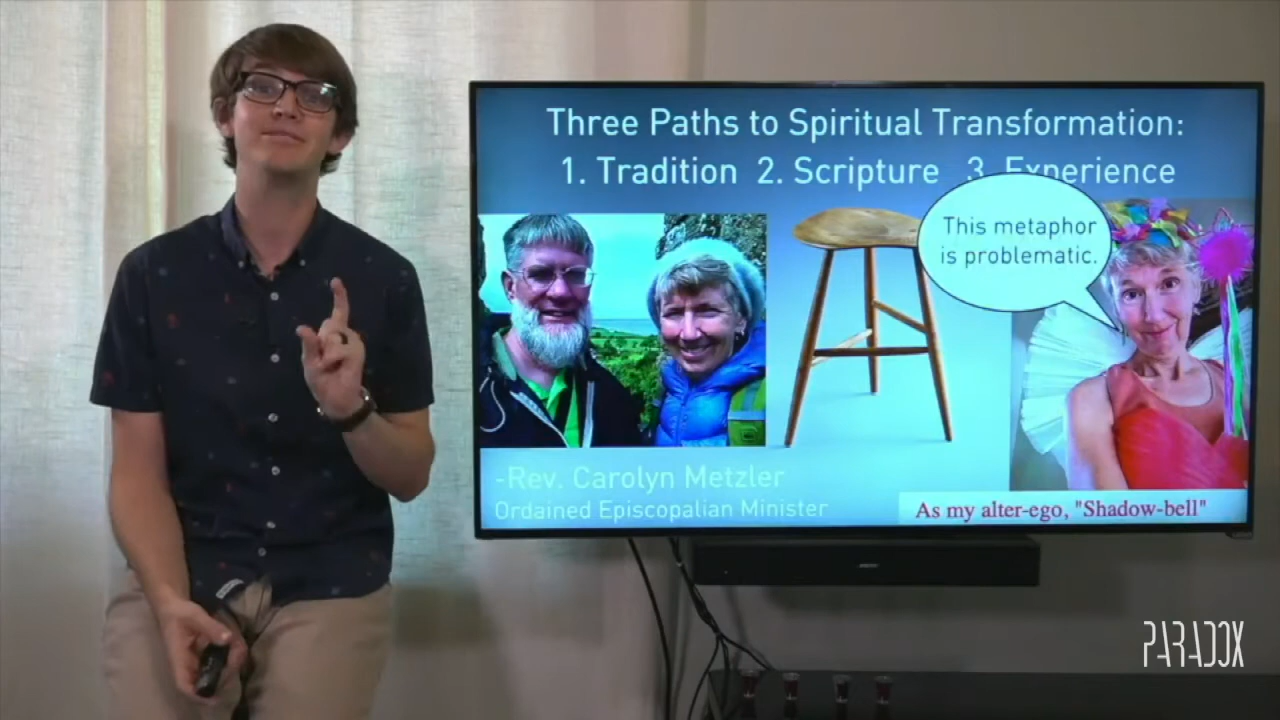 Three Paths to Spiritual Transformation:
1. Tradition 2. Scripture 3. Experience
This metaphor
is problematic.
-Rev. Carolyn Metzler
Ordained Episcopalian Minister
As my alter-ego, "Shadow-bell"
PARADOX